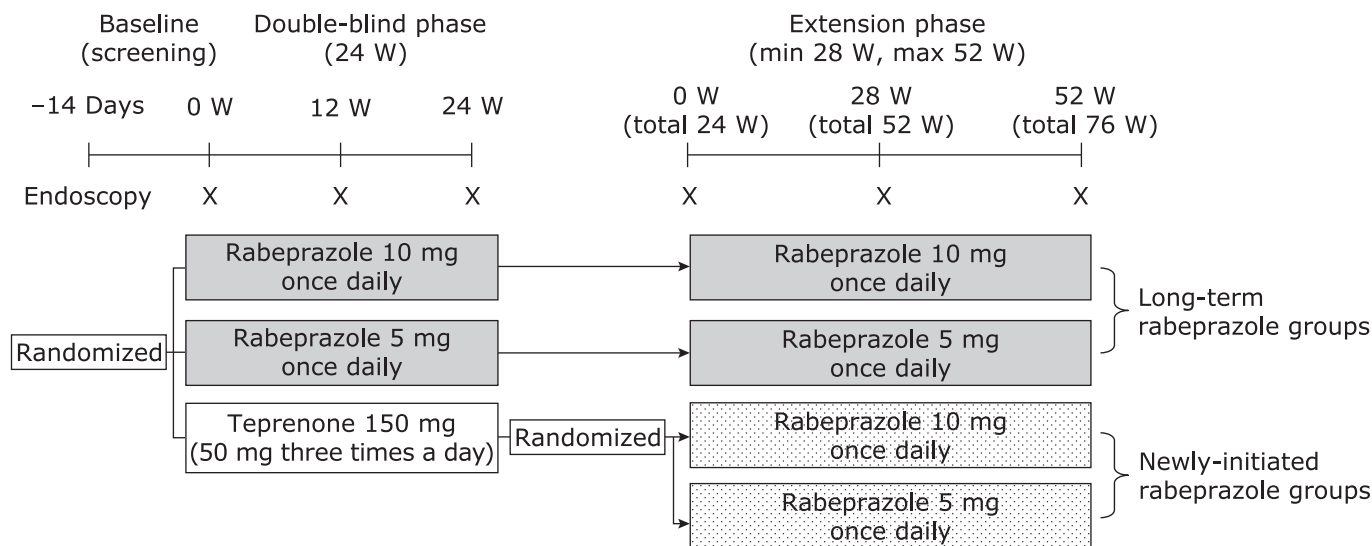 Baseline
(screening)
Double-blind phase
(24 W)
Extension phase
(min 28 W, max 52 W)
–14 Days
0 W
12 W
24 W
0 W
(total 24 W)
28 W
(total 52 W)
52 W
(total 76 W)
Endoscopy X X X X X X
Randomized
Rabeprazole 10 mg
once daily
Rabeprazole 10 mg
once daily
Rabeprazole 5 mg
once daily
Rabeprazole 5 mg
once daily
Long-term
rabeprazole groups
Teprenone 150 mg
(50 mg three times a day)
Randomized
Rabeprazole 10 mg
once daily
Rabeprazole 5 mg
once daily
Newly-initiated
rabeprazole groups